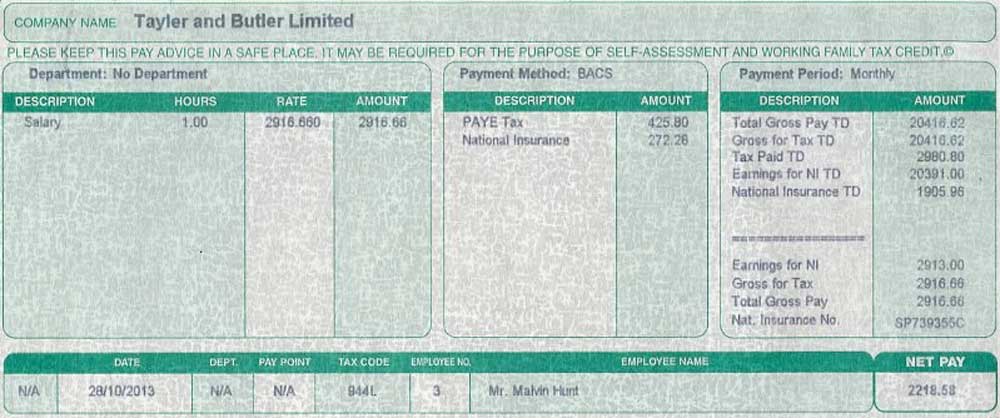 COMPANY NAME Tayler and Butler Limited
PLEASE KEEP THIS PAY ADVICE IN A SAFE PLACE. IT MAY BE REQUIRED FOR THE PURPOSE OF SELF-ASSESSMENT AND WORKING FAMILY TAX CREDIT.©
Department: No Department
DESCRIPTION HOURS RATE AMOUNT
Salary 1.00 2916.660 2916.66
Payment Method: BACS
DESCRIPTION AMOUNT
PAYE Tax 425.80
National Insurance 272.28
Payment Period: Monthly
DESCRIPTION AMOUNT
Total Gross Pay TD 20416.62
Gross for Tax TD 20416.62
Tax Paid TD 2980.80
Earnings for NI TD 20391.00
National Insurance TD 1905.96
Earnings for NI 2913.00
Gross for Tax 2916.66
Total Gross Pay 2916.66
Nat. Insurance No. SP739355C
DATE DEPT. PAY POINT TAX CODE EMPLOYEE NO. EMPLOYEE NAME NET PAY
N/A 28/10/2013 N/A N/A 944L 3 Mr. Malvin Hunt 2218.58